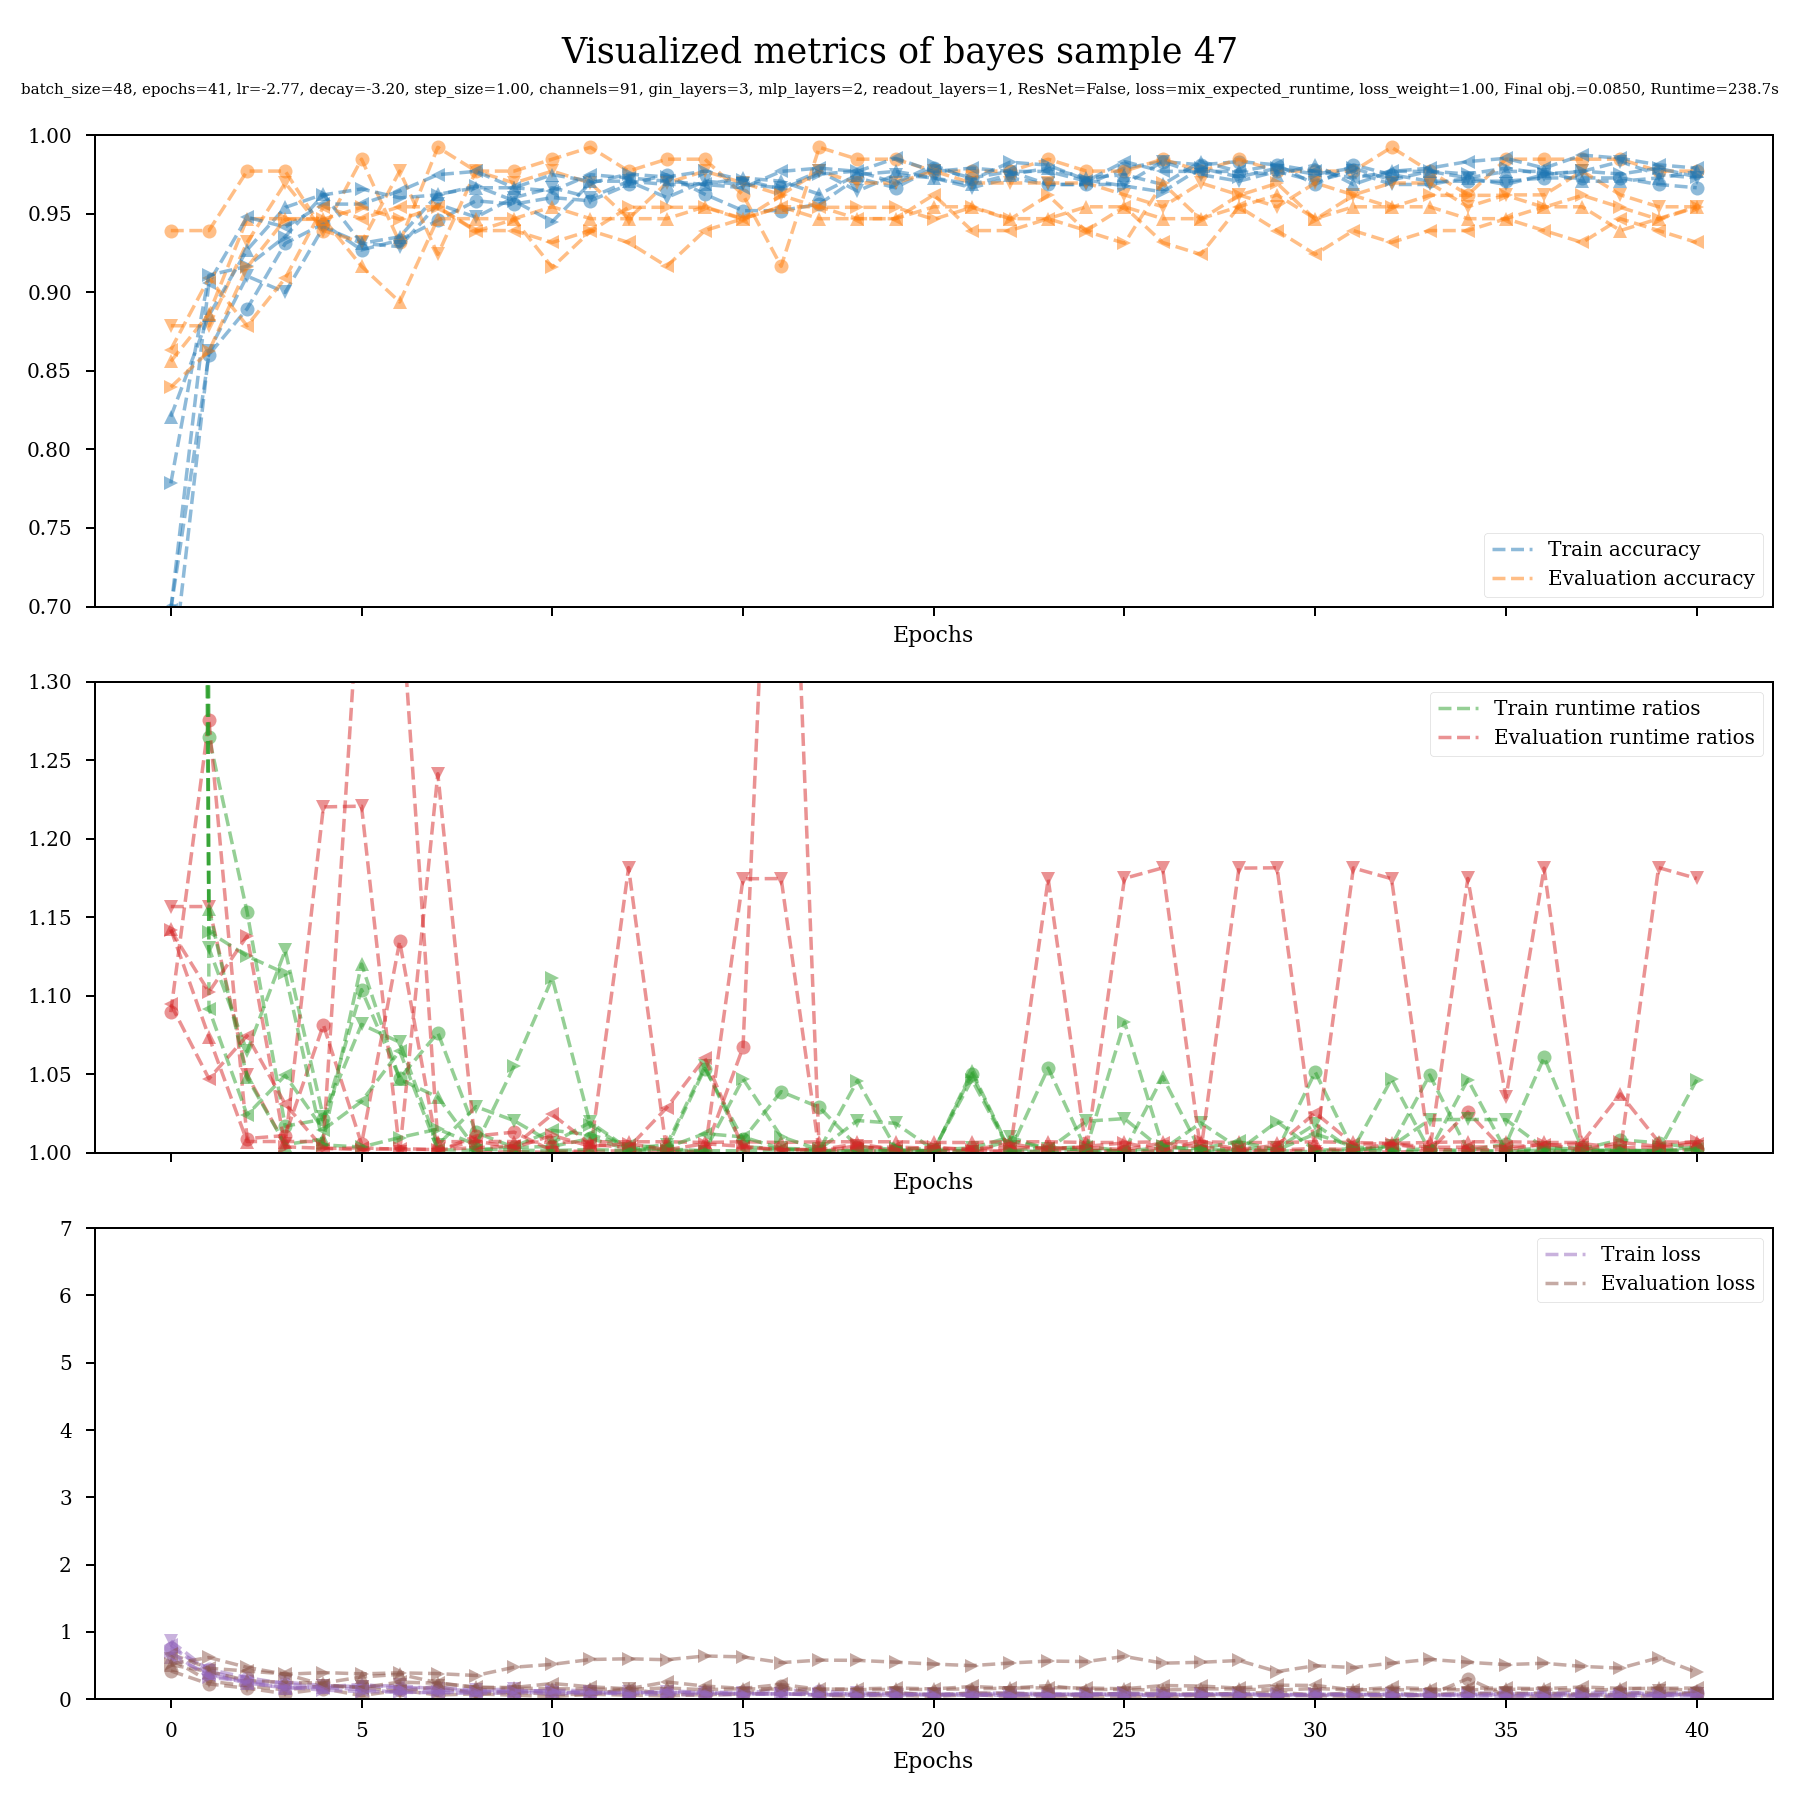 Visualized metrics of bayes sample 47
batch_size=48, epochs=41, lr=-2.77, decay=-3.20, step_size=1.00, channels=91, gin_layers=3, mlp_layers=2, readout_layers=1, ResNet=False, loss=mix_expected_runtime, loss_weight=1.00, Final obj.=0.0850, Runtime=238.7s
1.00
0.95
0.90
0.85
0.80
0.75
0.70
Train accuracy
Evaluation accuracy
Epochs
1.30
1.25
1.20
1.15
1.10
1.05
1.00
Train runtime ratios
Evaluation runtime ratios
Epochs
7
6
5
4
3
2
1
0
Train loss
Evaluation loss
0 5 10 15 20 25 30 35 40
Epochs